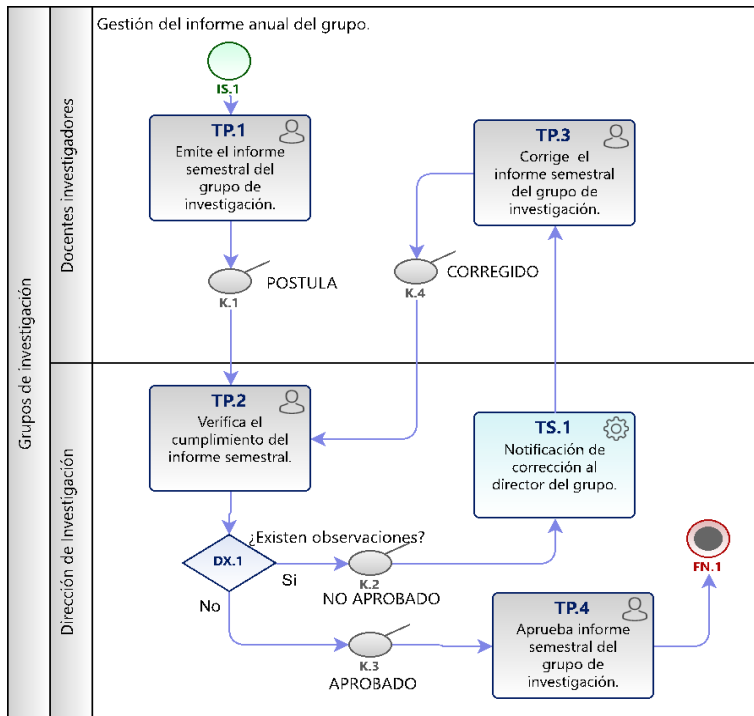 Gestión del informe anual del grupo.
Grupos de investigación
Docentes investigadores
IS.1
TP.1
Emite el informe
semestral del
grupo de
investigación.
K.1
POSTULA
TP.3
Corrige el
informe semestral
del grupo de
investigación.
K.4
CORREGIDO
Dirección de Investigación
TP.2
Verifica el
cumplimiento del
informe semestral.
TS.1
Notificación de
corrección al
director del grupo.
¿Existen observaciones?
DX.1
Si
K.2
NO APROBADO
No
K.3
APROBADO
TP.4
Aprueba informe
semestral del
grupo de
investigación.
FN.1